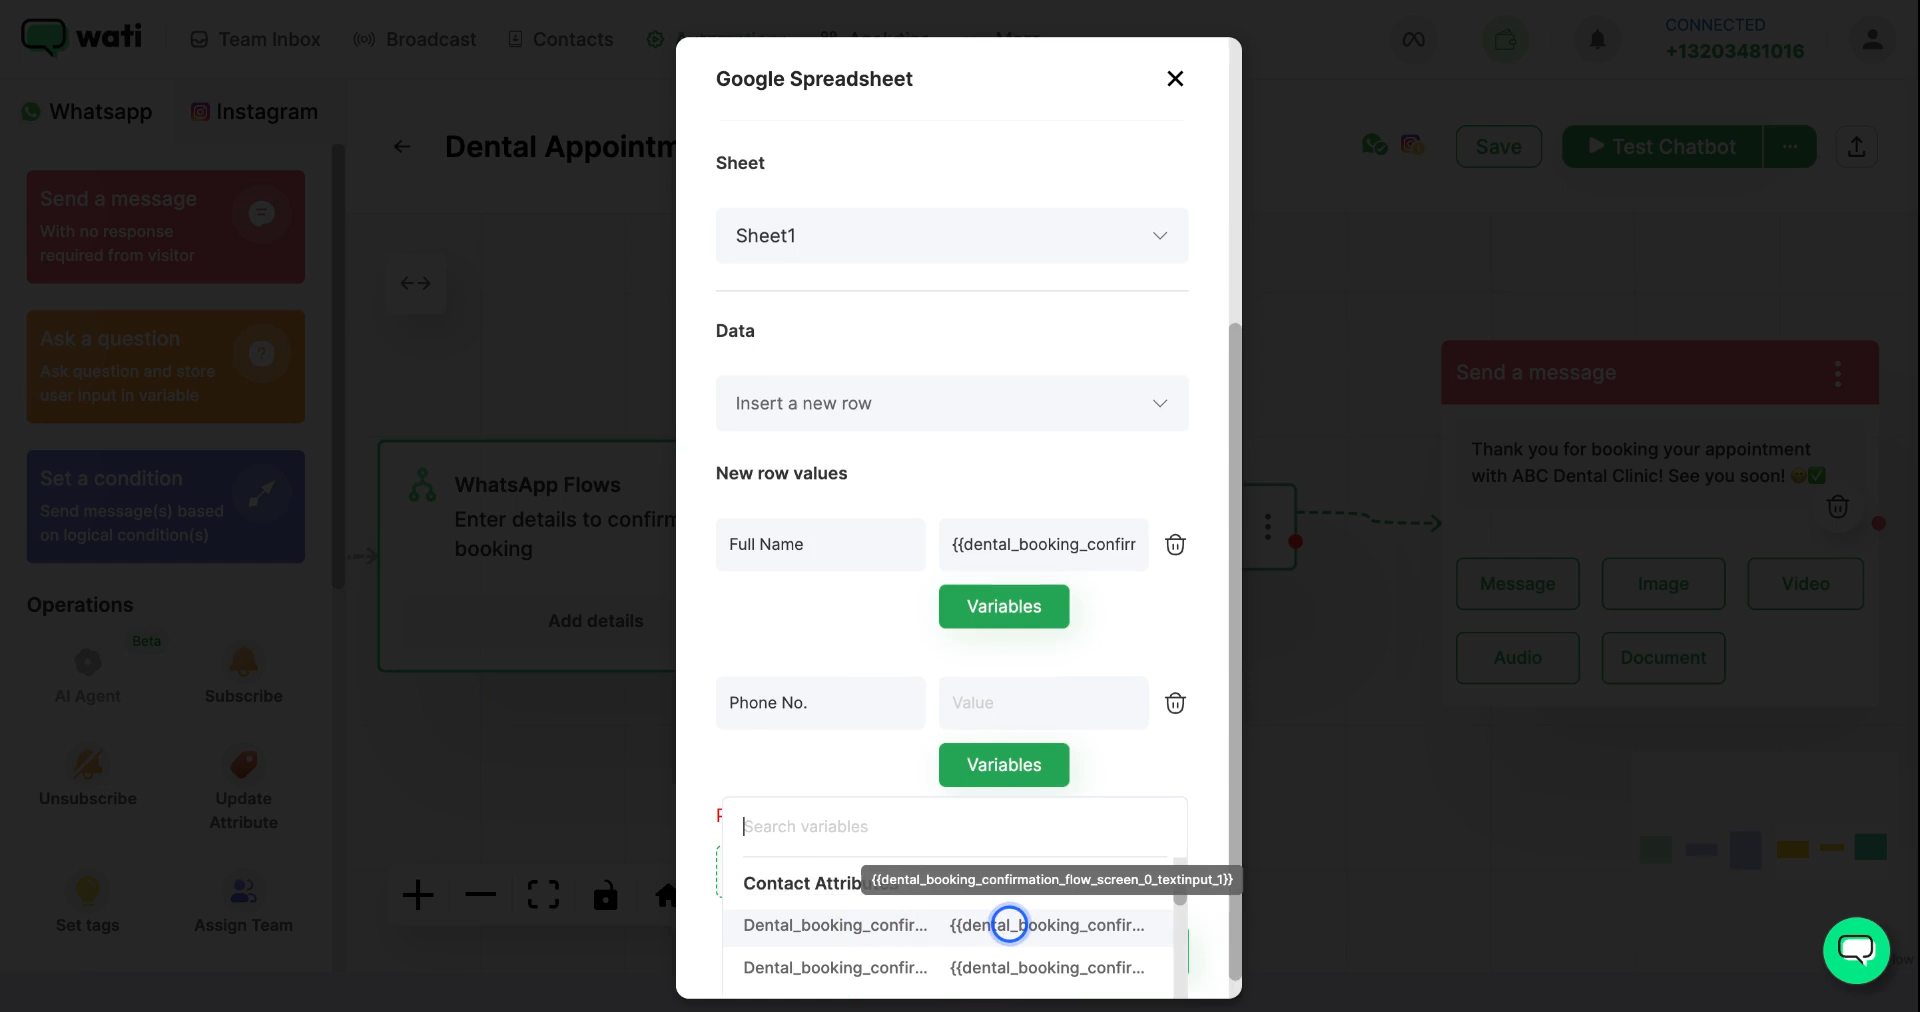 wati
Team Inbox
Broadcast
Contacts
CONNECTED
+13203481016
Whatsapp
Instagram
Dental Appointm
Save
Test Chatbot
Send a message
With no response
required from visitor
Ask a question
Ask question and store
user input in variable
Set a condition
Send message(s) based
on logical condition(s)
Operations
Beta
AI Agent
Subscribe
Unsubscribe
Update
Attribute
Set tags
Assign Team
WhatsApp Flows
Enter details to confirm
booking
Add details
Google Spreadsheet
Sheet
Sheet1
Data
Insert a new row
New row values
Full Name
{{dental_booking_confirr
Variables
Phone No.
Value
Variables
Search variables
Contact Attribu
{{dental_booking_confirmation_flow_screen_0_textinput_1}}
Dental_booking_confir... {{dental_booking_confir...
Dental_booking_confir... {{dental_booking_confir...
Send a message
Thank you for booking your appointment
with ABC Dental Clinic! See you soon! 😁✅
Message
Image
Video
Audio
Document